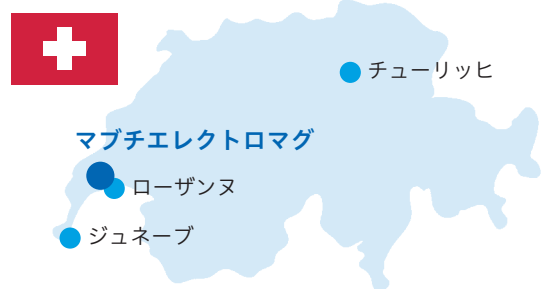 チューリッヒ
マブチエレクトロマグ
ローザンヌ
ジュネーブ